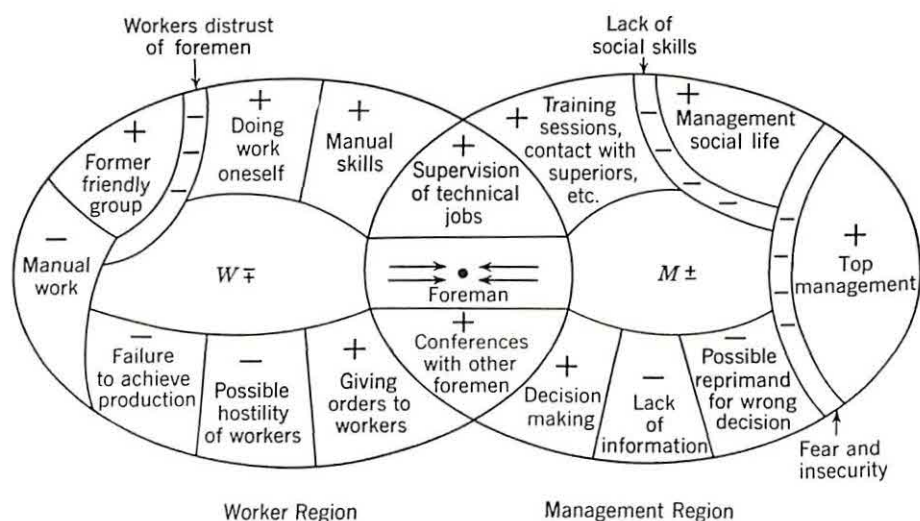 Workers distrust
of foremen
Lack of
social skills
+
Former
friendly
group
−
−
−
−
+
Doing
work
oneself
+
Manual
skills
+
Supervision
of technical
jobs
+
Training
sessions,
contact with
superiors,
etc.
−
−
−
−
−
+
Management
social life
−
Manual
work
W∓
Foreman
M±
−
−
−
−
−
+
Top
management
−
Failure
to achieve
production
−
Possible
hostility
of workers
+
Giving
orders to
workers
+
Conferences
with other
foremen
+
Decision
making
−
Lack
of
information
−
Possible
reprimand
for wrong
decision
Fear and
insecurity
Worker Region
Management Region